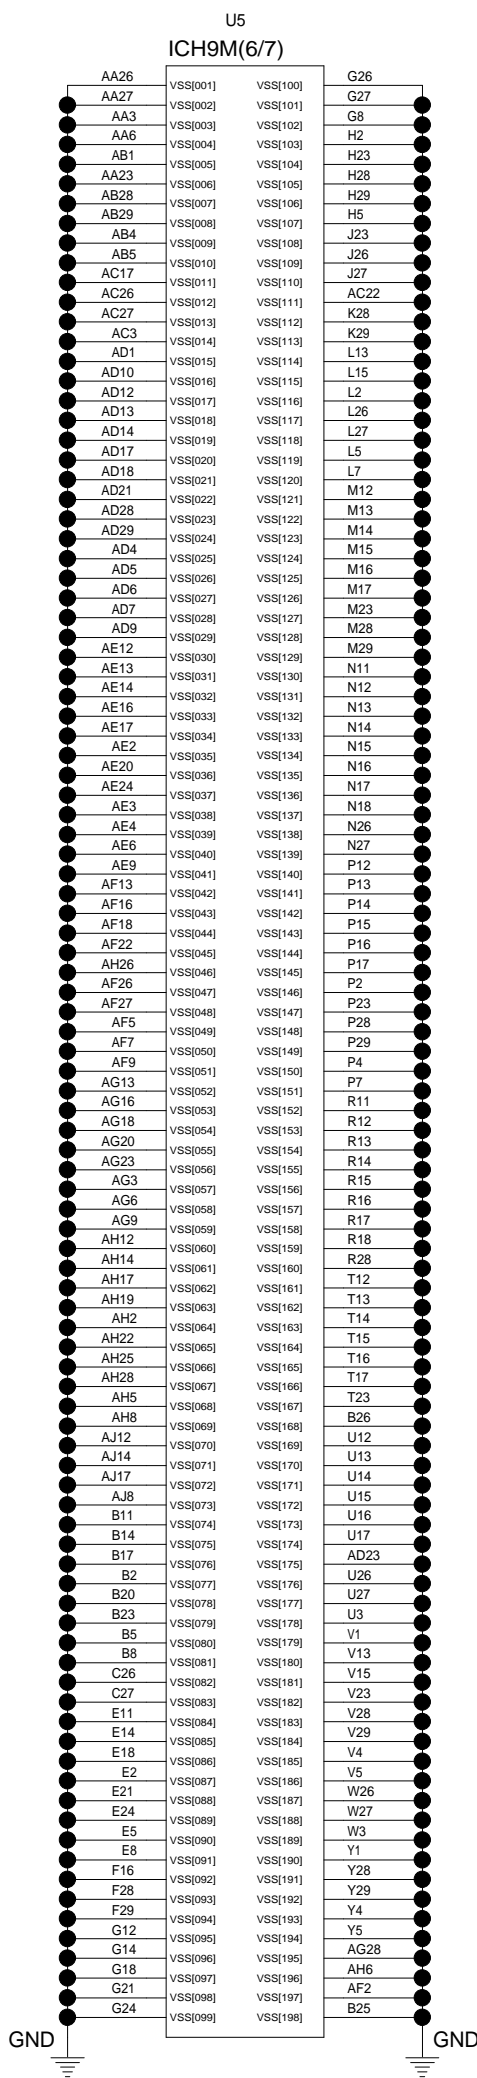 U5
ICH9M(6/7)
AA26 VSS[001] VSS[100] G26
AA27 VSS[002] VSS[101] G27
AA3 VSS[003] VSS[102] G8
AA6 VSS[004] VSS[103] H2
AB1 VSS[005] VSS[104] H23
AA23 VSS[006] VSS[105] H28
AB28 VSS[007] VSS[106] H29
AB29 VSS[008] VSS[107] H5
AB4 VSS[009] VSS[108] J23
AB5 VSS[010] VSS[109] J26
AC17 VSS[011] VSS[110] J27
AC26 VSS[012] VSS[111] AC22
AC27 VSS[013] VSS[112] K28
AC3 VSS[014] VSS[113] K29
AD1 VSS[015] VSS[114] L13
AD10 VSS[016] VSS[115] L15
AD12 VSS[017] VSS[116] L2
AD13 VSS[018] VSS[117] L26
AD14 VSS[019] VSS[118] L27
AD17 VSS[020] VSS[119] L5
AD18 VSS[021] VSS[120] L7
AD21 VSS[022] VSS[121] M12
AD28 VSS[023] VSS[122] M13
AD29 VSS[024] VSS[123] M14
AD4 VSS[025] VSS[124] M15
AD5 VSS[026] VSS[125] M16
AD6 VSS[027] VSS[126] M17
AD7 VSS[028] VSS[127] M23
AD9 VSS[029] VSS[128] M28
AE12 VSS[030] VSS[129] M29
AE13 VSS[031] VSS[130] N11
AE14 VSS[032] VSS[131] N12
AE16 VSS[033] VSS[132] N13
AE17 VSS[034] VSS[133] N14
AE2 VSS[035] VSS[134] N15
AE20 VSS[036] VSS[135] N16
AE24 VSS[037] VSS[136] N17
AE3 VSS[038] VSS[137] N18
AE4 VSS[039] VSS[138] N26
AE6 VSS[040] VSS[139] N27
AE9 VSS[041] VSS[140] P12
AF13 VSS[042] VSS[141] P13
AF16 VSS[043] VSS[142] P14
AF18 VSS[044] VSS[143] P15
AF22 VSS[045] VSS[144] P16
AH26 VSS[046] VSS[145] P17
AF26 VSS[047] VSS[146] P2
AF27 VSS[048] VSS[147] P23
AF5 VSS[049] VSS[148] P28
AF7 VSS[050] VSS[149] P29
AF9 VSS[051] VSS[150] P4
AG13 VSS[052] VSS[151] P7
AG16 VSS[053] VSS[152] R11
AG18 VSS[054] VSS[153] R12
AG20 VSS[055] VSS[154] R13
AG23 VSS[056] VSS[155] R14
AG3 VSS[057] VSS[156] R15
AG6 VSS[058] VSS[157] R16
AG9 VSS[059] VSS[158] R17
AH12 VSS[060] VSS[159] R18
AH14 VSS[061] VSS[160] R28
AH17 VSS[062] VSS[161] T12
AH19 VSS[063] VSS[162] T13
AH2 VSS[064] VSS[163] T14
AH22 VSS[065] VSS[164] T15
AH25 VSS[066] VSS[165] T16
AH28 VSS[067] VSS[166] T17
AH5 VSS[068] VSS[167] T23
AH8 VSS[069] VSS[168] B26
AJ12 VSS[070] VSS[169] U12
AJ14 VSS[071] VSS[170] U13
AJ17 VSS[072] VSS[171] U14
AJ8 VSS[073] VSS[172] U15
B11 VSS[074] VSS[173] U16
B14 VSS[075] VSS[174] U17
B17 VSS[076] VSS[175] AD23
B2 VSS[077] VSS[176] U26
B20 VSS[078] VSS[177] U27
B23 VSS[079] VSS[178] U3
B5 VSS[080] VSS[179] V1
B8 VSS[081] VSS[180] V13
C26 VSS[082] VSS[181] V15
C27 VSS[083] VSS[182] V23
E11 VSS[084] VSS[183] V28
E14 VSS[085] VSS[184] V29
E18 VSS[086] VSS[185] V4
E2 VSS[087] VSS[186] V5
E21 VSS[088] VSS[187] W26
E24 VSS[089] VSS[188] W27
E5 VSS[090] VSS[189] W3
E8 VSS[091] VSS[190] Y1
F16 VSS[092] VSS[191] Y28
F28 VSS[093] VSS[192] Y29
F29 VSS[094] VSS[193] Y4
G12 VSS[095] VSS[194] Y5
G14 VSS[096] VSS[195] AG28
G18 VSS[097] VSS[196] AH6
G21 VSS[098] VSS[197] AF2
G24 VSS[099] VSS[198] B25
GND GND